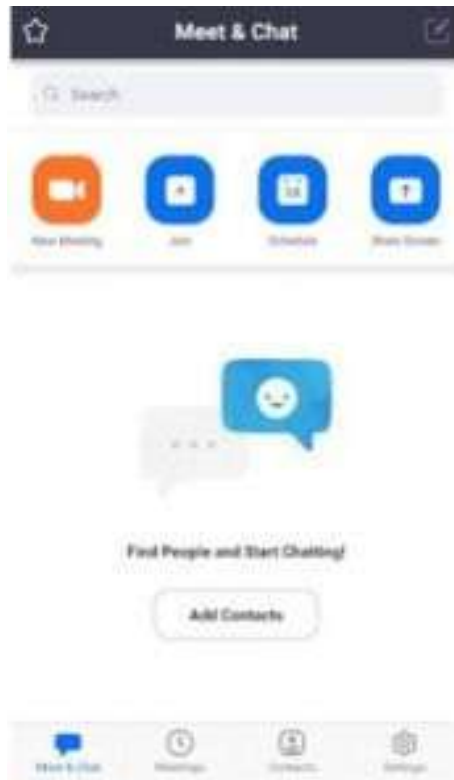 Meet & Chat
Search
New Meeting
Join
Schedule
Share Screen
Find People and Start Chatting!
Add Contacts
Meet & Chat
Meetings
Contacts
Settings